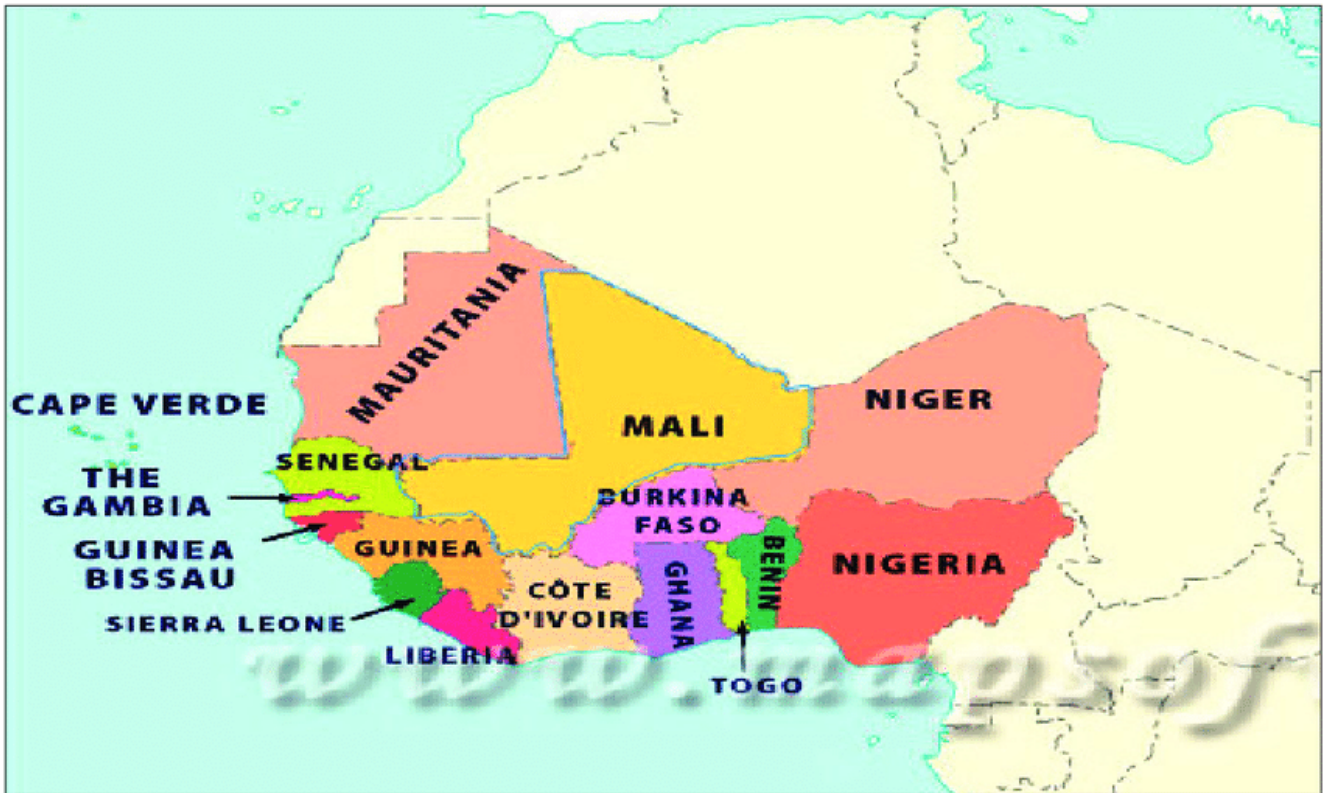 MAURITANIA
CAPE VERDE
NIGER
MALI
SENEGAL
THE
GAMBIA
BURKINA
FASO
GUINEA
BISSAU
GUINEA
BENIN
NIGERIA
GHANA
CÔTE
D'IVOIRE
SIERRA LEONE
LIBERIA
TOGO
www.mapsof